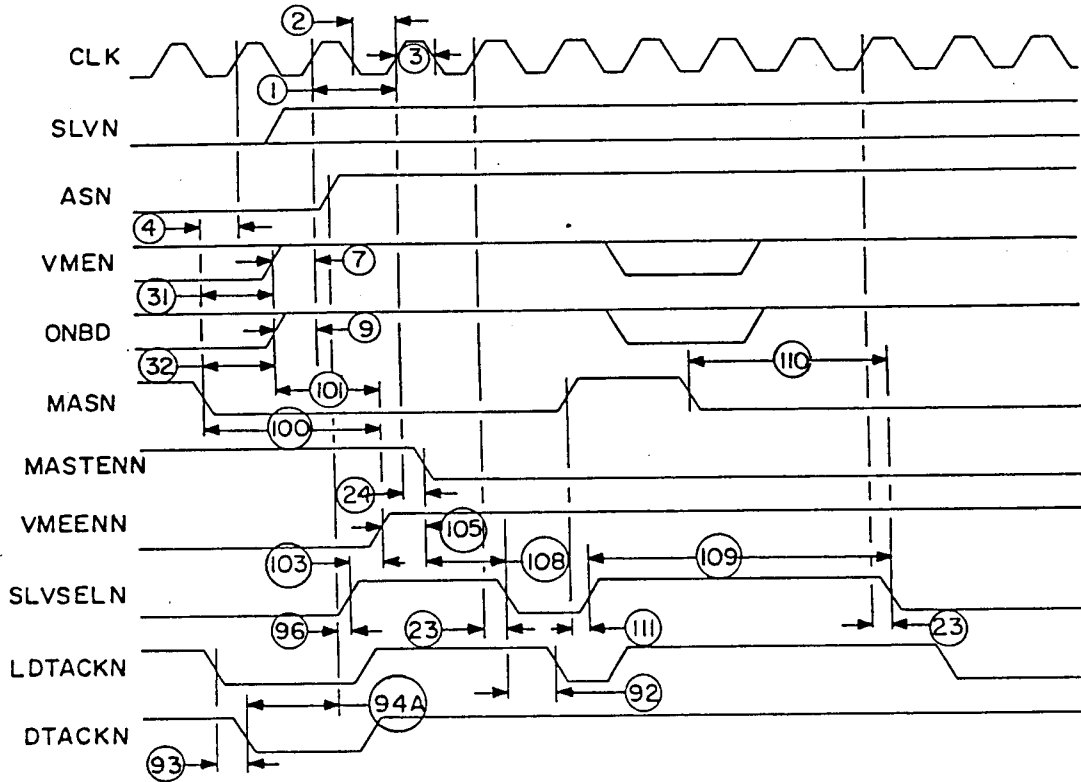 2
CLK
3
1
SLVN
ASN
4
VMEN
7
31
ONBD
9
32
110
MASN
101
100
MASTENN
24
VMEENN
105
103
108
109
SLVSELN
96
23
111
23
LDTACKN
92
94A
DTACKN
93